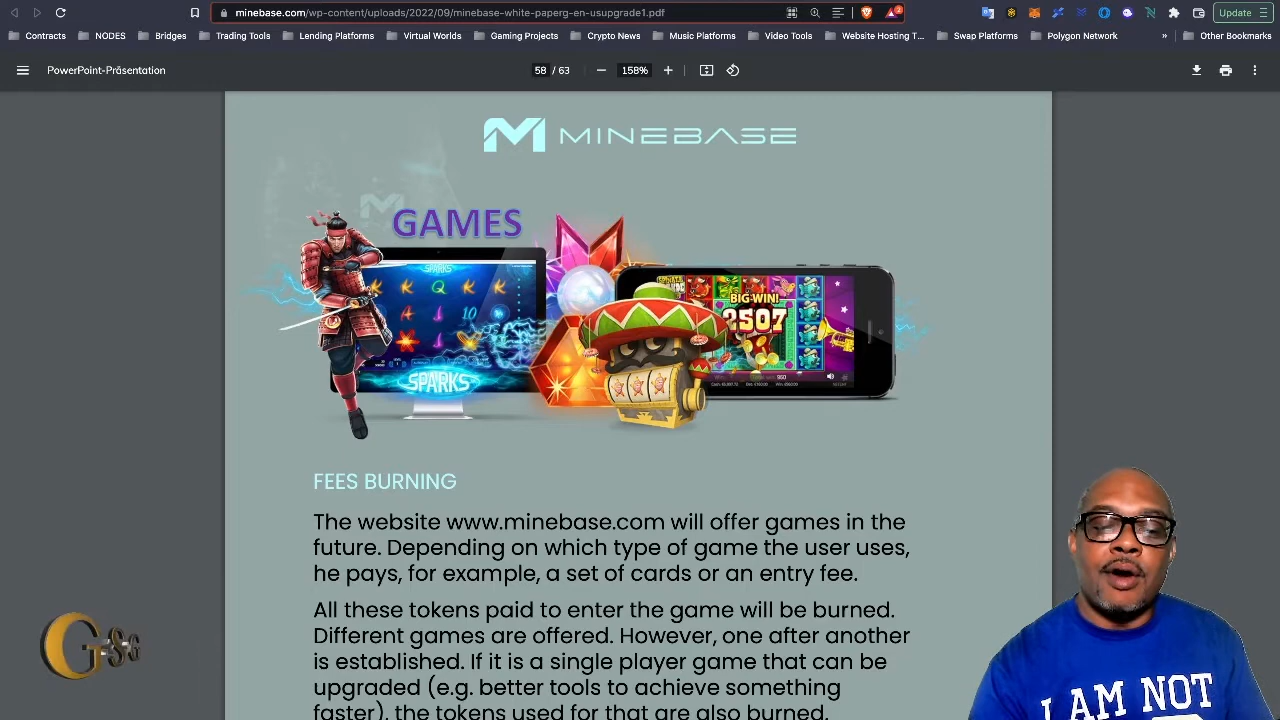 minebase.com/wp-content/uploads/2022/09/minebase-white-paperg-en-usupgrade1.pdf
2
Update
Contracts
NODES
Bridges
Trading Tools
Lending Platforms
Virtual Worlds
Gaming Projects
Crypto News
Music Platforms
Video Tools
Website Hosting T...
Swap Platforms
Polygon Network
»
Other Bookmarks
PowerPoint-Präsentation
58 / 63
158%
MINEBASE
GAMES
SPARKS
BIG WIN!
2507
SPARKS
FEES BURNING
The website www.minebase.com will offer games in the
future. Depending on which type of game the user uses,
he pays, for example, a set of cards or an entry fee.
All these tokens paid to enter the game will be burned.
Different games are offered. However, one after another
is established. If it is a single player game that can be
upgraded (e.g. better tools to achieve something
faster), the tokens used for that are also burned.
I AM NOT